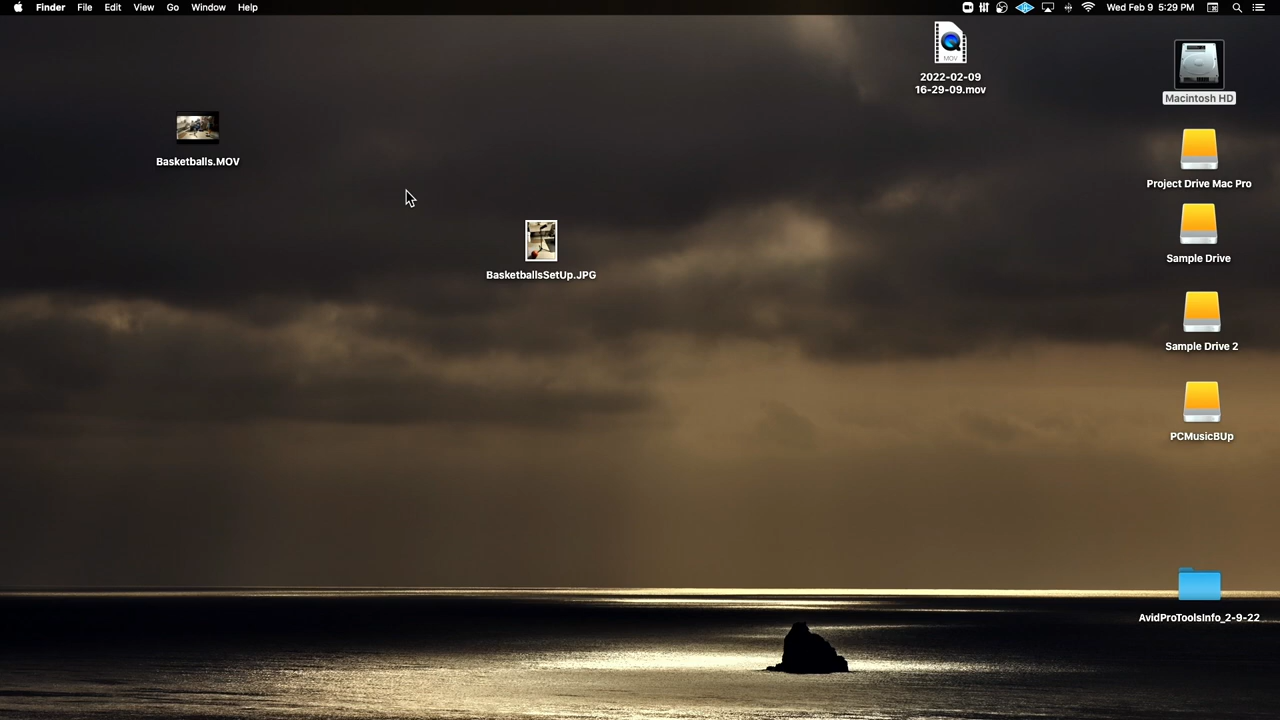 Finder File Edit View Go Window Help Wed Feb 9 5:29 PM
MOV
2022-02-09
16-29-09.mov
Macintosh HD
Basketballs.MOV
Project Drive Mac Pro
Sample Drive
BasketballsSetUp.JPG
Sample Drive 2
PCMusicBUp
AvidProToolsInfo_2-9-22